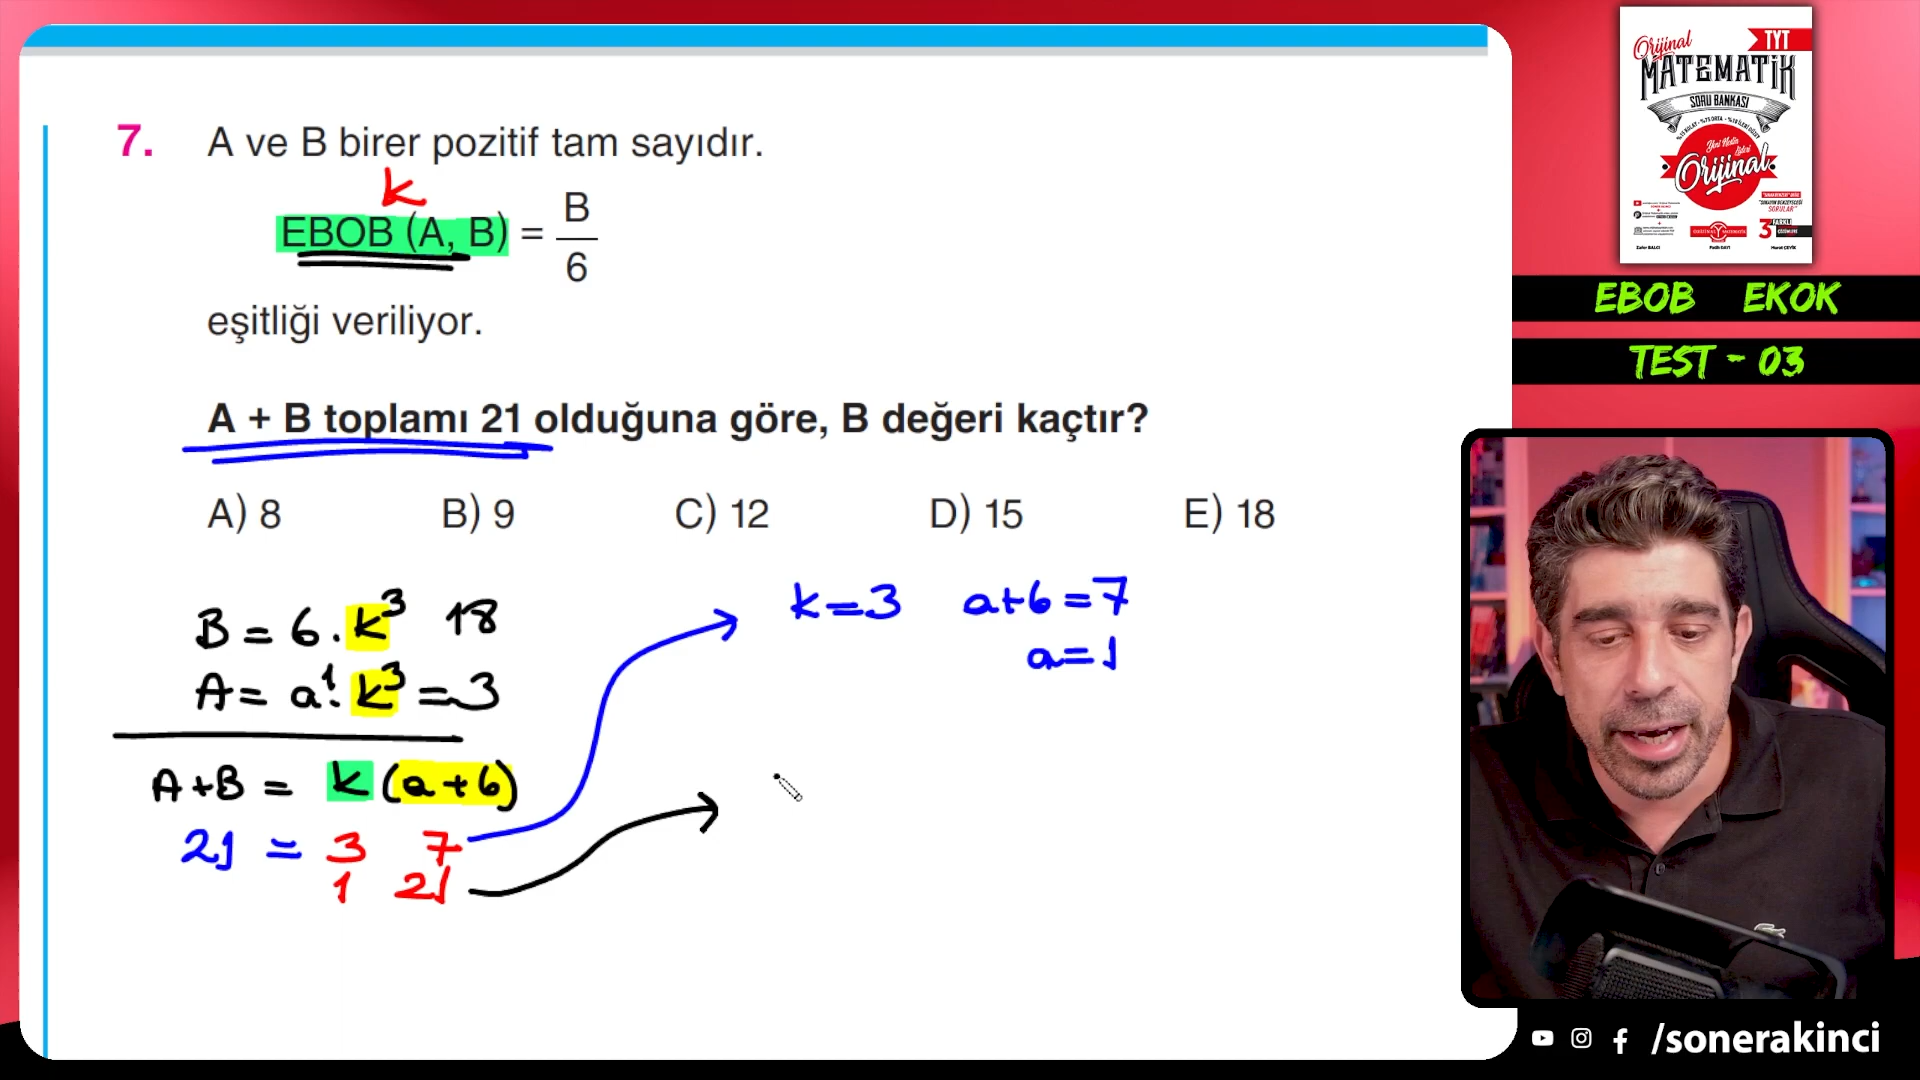 7. A ve B birer pozitif tam sayıdır.
k
EBOB (A, B) = B/6
eşitliği veriliyor.
A + B toplamı 21 olduğuna göre, B değeri kaçtır?
A) 8 B) 9 C) 12 D) 15 E) 18
B = 6 . k 3 18
A = a 1 . k 3 = 3
A+B = k (a+6)
21 = 3 7
1 21
k=3 a+6=7
a=1
Orijinal
TYT
MATEMATİK
SORU BANKASI
Orijinal
EBOB EKOK
TEST - 03
/sonerakinci